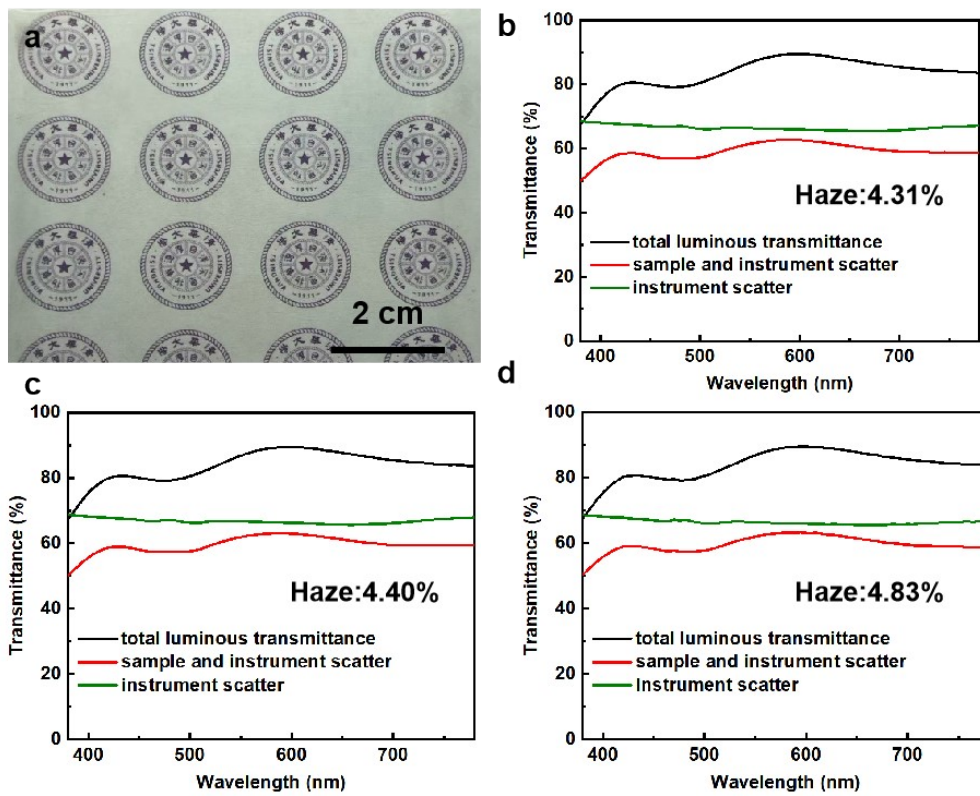 a
TSINGHUA
UNIVERSITY
-1911-
2 cm
b
Transmittance (%)
100
80
60
40
20
0
Haze:4.31%
total luminous transmittance
sample and instrument scatter
instrument scatter
400 500 600 700
Wavelength (nm)
c
Transmittance (%)
100
80
60
40
20
0
Haze:4.40%
total luminous transmittance
sample and instrument scatter
instrument scatter
400 500 600 700
Wavelength (nm)
d
Transmittance (%)
100
80
60
40
20
0
Haze:4.83%
total luminous transmittance
sample and instrument scatter
instrument scatter
400 500 600 700
Wavelength (nm)